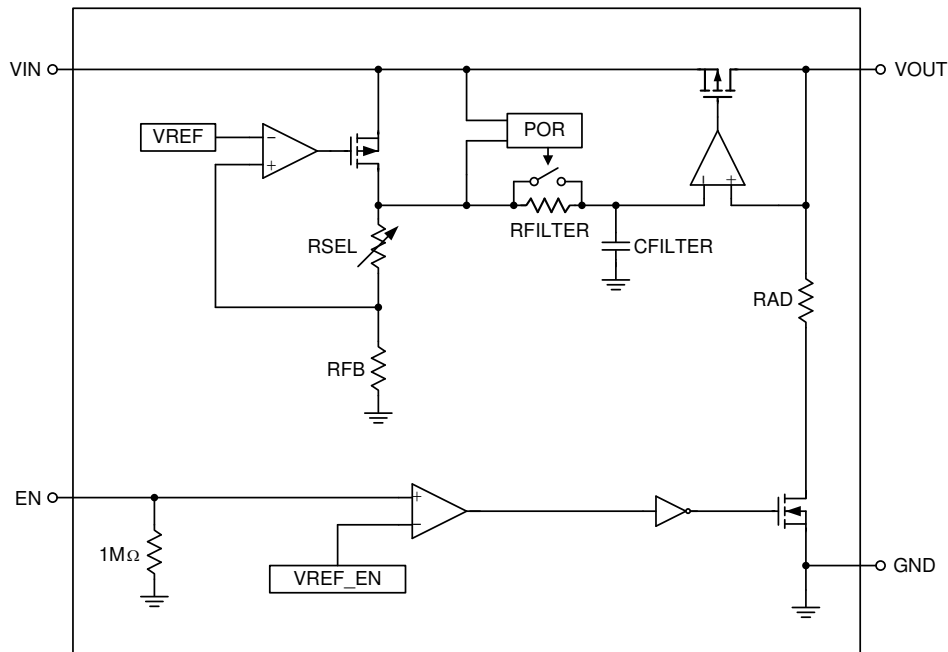 VIN
VOUT
VREF
−
+
POR
− +
RFILTER
CFILTER
RSEL
RAD
RFB
EN
+
−
1MΩ
VREF_EN
GND